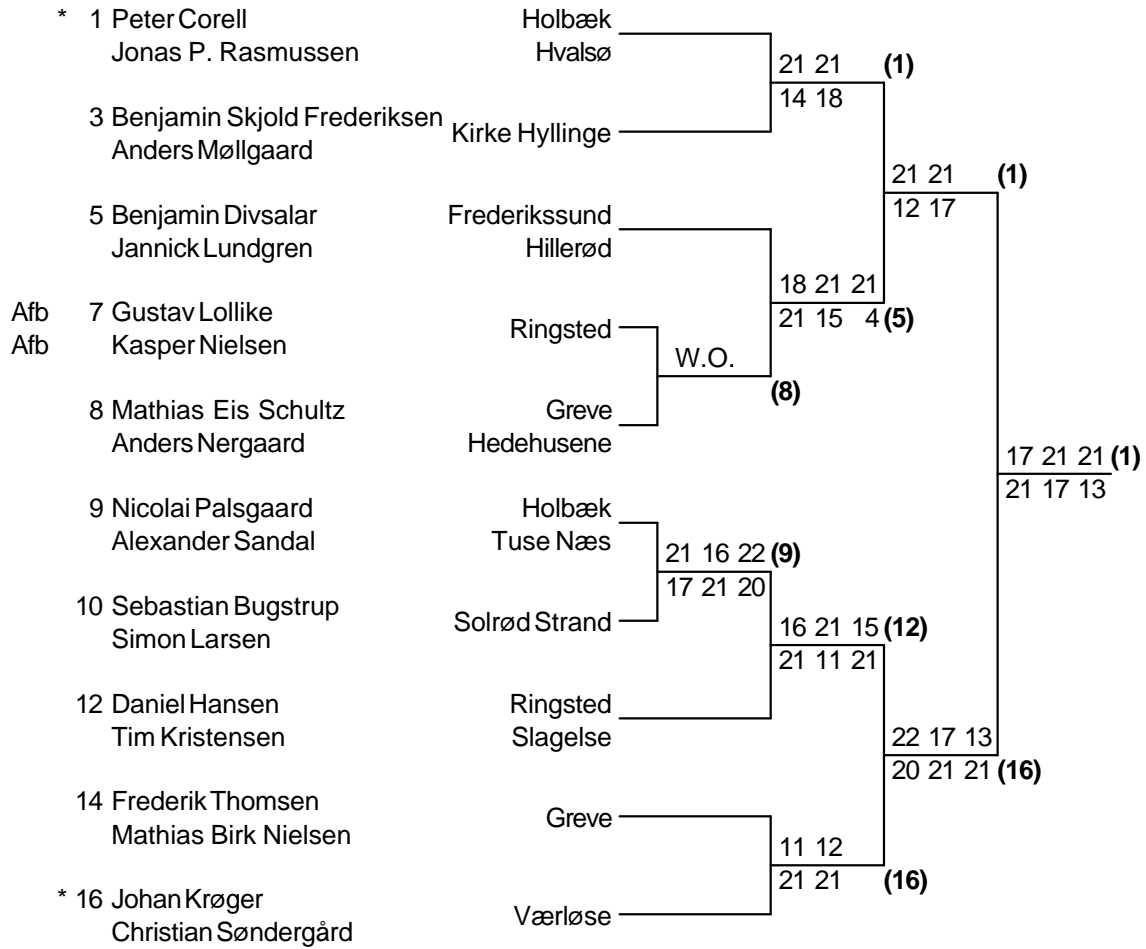 * 1 Peter Corell Holbæk
Jonas P. Rasmussen Hvalsø
21 21 (1)
14 18
3 Benjamin Skjold Frederiksen Kirke Hyllinge
Anders Møllgaard
21 21 (1)
12 17
5 Benjamin Divsalar Frederikssund
Jannick Lundgren Hillerød
18 21 21
21 15 4 (5)
Afb 7 Gustav Lollike Ringsted
Afb Kasper Nielsen
W.O.
(8)
8 Mathias Eis Schultz Greve
Anders Nergaard Hedehusene
17 21 21 (1)
21 17 13
9 Nicolai Palsgaard Holbæk
Alexander Sandal Tuse Næs
21 16 22 (9)
17 21 20
10 Sebastian Bugstrup Solrød Strand
Simon Larsen
16 21 15 (12)
21 11 21
12 Daniel Hansen Ringsted
Tim Kristensen Slagelse
22 17 13
20 21 21 (16)
14 Frederik Thomsen Greve
Mathias Birk Nielsen
11 12
21 21 (16)
* 16 Johan Krøger Værløse
Christian Søndergård